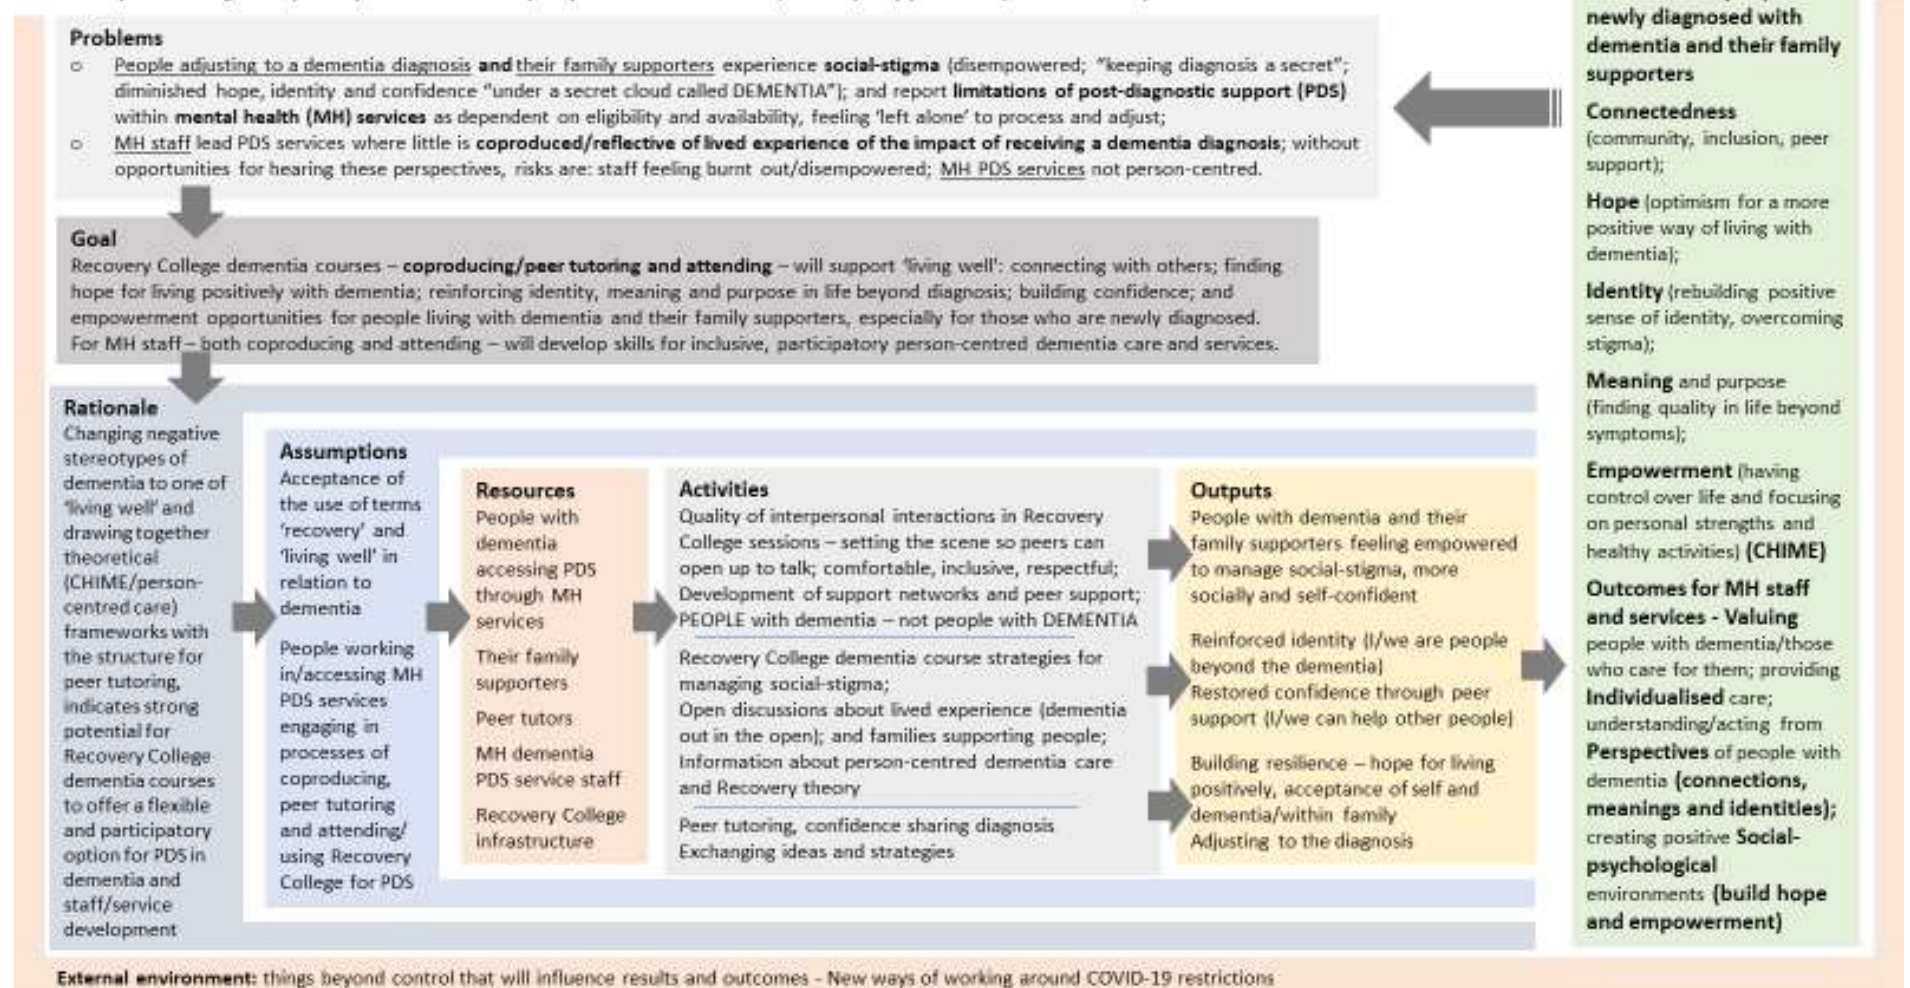 Problems
o People adjusting to a dementia diagnosis and their family supporters experience social-stigma (disempowered; "keeping diagnosis a secret";
diminished hope, identity and confidence "under a secret cloud called DEMENTIA"); and report limitations of post-diagnostic support (PDS)
within mental health (MH) services as dependent on eligibility and availability, feeling 'left alone' to process and adjust;
o MH staff lead PDS services where little is coproduced/reflective of lived experience of the impact of receiving a dementia diagnosis; without
opportunities for hearing these perspectives, risks are: staff feeling burnt out/disempowered; MH PDS services not person-centred.
Goal
Recovery College dementia courses – coproducing/peer tutoring and attending – will support 'living well': connecting with others; finding
hope for living positively with dementia; reinforcing identity, meaning and purpose in life beyond diagnosis; building confidence; and
empowerment opportunities for people living with dementia and their family supporters, especially for those who are newly diagnosed.
For MH staff – both coproducing and attending – will develop skills for inclusive, participatory person-centred dementia care and services.
Rationale
Changing negative
stereotypes of
dementia to one of
'living well' and
drawing together
theoretical
(CHIME/person-
centred care)
frameworks with
the structure for
peer tutoring,
indicates strong
potential for
Recovery College
dementia courses
to offer a flexible
and participatory
option for PDS in
dementia and
staff/service
development
Assumptions
Acceptance of
the use of terms
'recovery' and
'living well' in
relation to
dementia
People working
in/accessing MH
PDS services
engaging in
processes of
coproducing,
peer tutoring
and attending/
using Recovery
College for PDS
Resources
People with
dementia
accessing PDS
through MH
services
Their family
supporters
Peer tutors
MH dementia
PDS service staff
Recovery College
infrastructure
Activities
Quality of interpersonal interactions in Recovery
College sessions – setting the scene so peers can
open up to talk; comfortable, inclusive, respectful;
Development of support networks and peer support;
PEOPLE with dementia – not people with DEMENTIA
Recovery College dementia course strategies for
managing social-stigma;
Open discussions about lived experience (dementia
out in the open); and families supporting people;
Information about person-centred dementia care
and Recovery theory
Peer tutoring, confidence sharing diagnosis
Exchanging ideas and strategies
Outputs
People with dementia and their
family supporters feeling empowered
to manage social-stigma, more
socially and self-confident
Reinforced identity (I/we are people
beyond the dementia)
Restored confidence through peer
support (I/we can help other people)
Building resilience – hope for living
positively, acceptance of self and
dementia/within family
Adjusting to the diagnosis
newly diagnosed with
dementia and their family
supporters
Connectedness
(community, inclusion, peer
support);
Hope (optimism for a more
positive way of living with
dementia);
Identity (rebuilding positive
sense of identity, overcoming
stigma);
Meaning and purpose
(finding quality in life beyond
symptoms);
Empowerment (having
control over life and focusing
on personal strengths and
healthy activities) (CHIME)
Outcomes for MH staff
and services - Valuing
people with dementia/those
who care for them; providing
Individualised care;
understanding/acting from
Perspectives of people with
dementia (connections,
meanings and identities);
creating positive Social-
psychological
environments (build hope
and empowerment)
External environment: things beyond control that will influence results and outcomes - New ways of working around COVID-19 restrictions